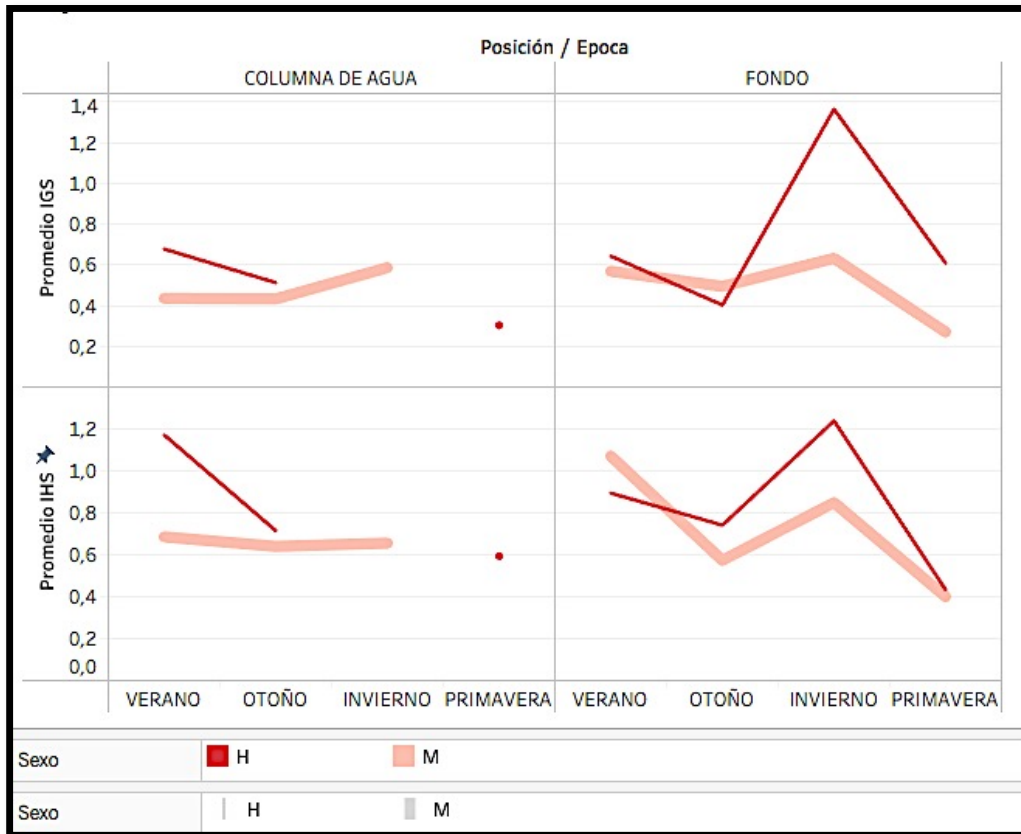 Posición / Epoca
COLUMNA DE AGUA FONDO
Promedio IGS
1,4
1,2
1,0
0,8
0,6
0,4
0,2
Promedio IHS
1,2
1,0
0,8
0,6
0,4
0,2
0,0
VERANO OTOÑO INVIERNO PRIMAVERA VERANO OTOÑO INVIERNO PRIMAVERA
Sexo H M
Sexo H M